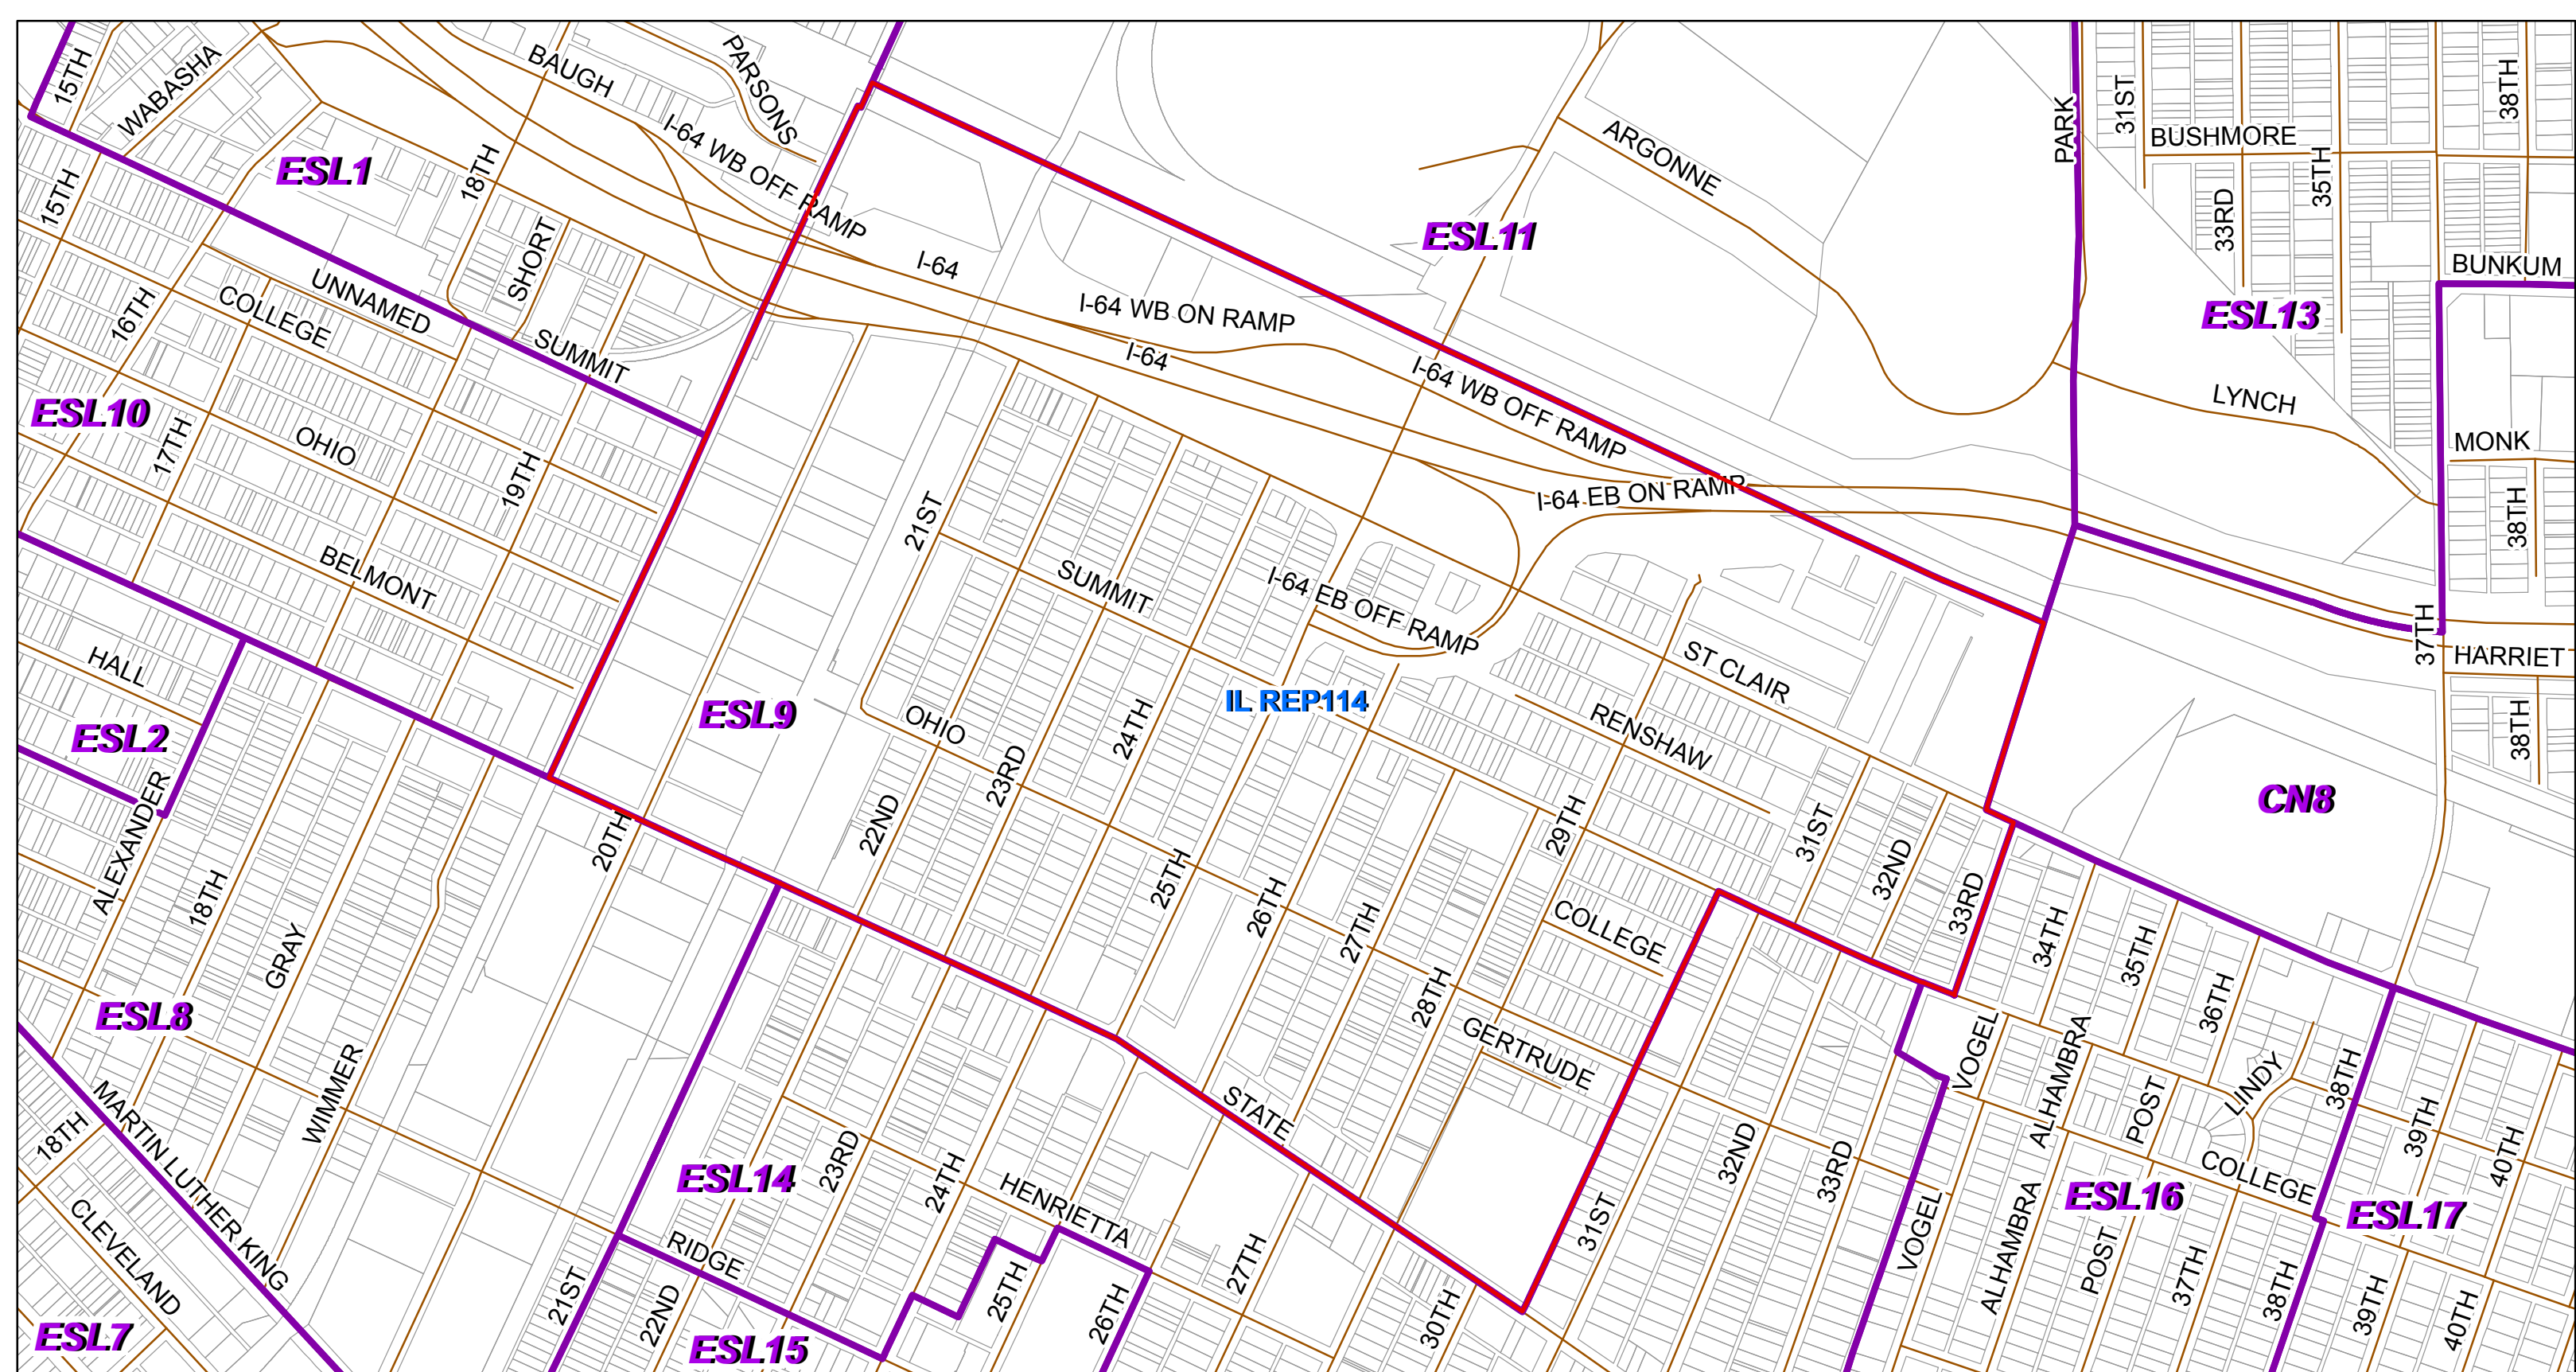 15TH
WABASHA
BAUGH
PARSONS
I-64 WB OFF RAMP
ESL1
18TH
15TH
SHORT
UNNAMED
COLLEGE
16TH
SUMMIT
ESL10
17TH
OHIO
19TH
BELMONT
HALL
ESL2
ALEXANDER
18TH
GRAY
ESL8
WIMMER
MARTIN LUTHER KING
18TH
CLEVELAND
ESL7
I-64
I-64 WB ON RAMP
I-64
I-64 WB OFF RAMP
I-64 EB ON RAMP
ESL11
ARGONNE
PARK
31ST
BUSHMORE
33RD
35TH
38TH
BUNKUM
ESL13
LYNCH
MONK
38TH
37TH
HARRIET
38TH
CN8
21ST
SUMMIT
I-64 EB OFF RAMP
IL REP114
ESL9
OHIO
24TH
23RD
22ND
20TH
25TH
26TH
27TH
28TH
29TH
ST CLAIR
RENSHAW
31ST
32ND
33RD
COLLEGE
GERTRUDE
STATE
34TH
35TH
36TH
VOGEL
ALHAMBRA
POST
LINDY
38TH
39TH
40TH
COLLEGE
ESL16
ESL17
ESL14
23RD
24TH
HENRIETTA
RIDGE
21ST
22ND
ESL15
25TH
26TH
27TH
30TH
31ST
32ND
33RD
VOGEL
ALHAMBRA
POST
37TH
38TH
39TH
40TH